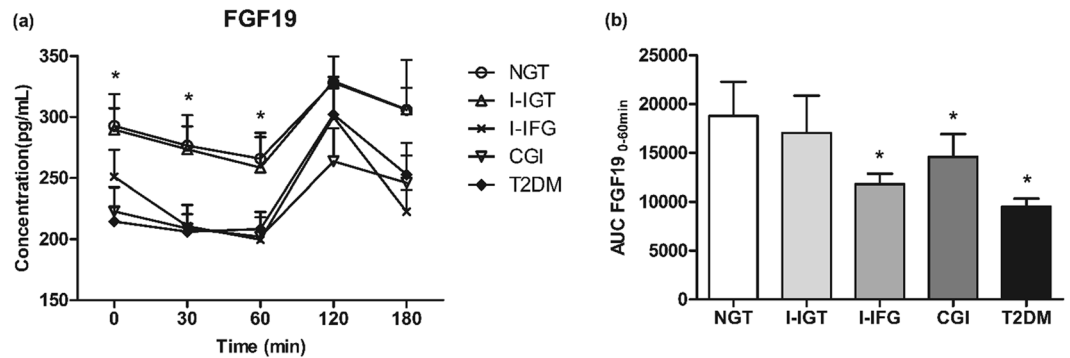 (a)
FGF19
Concentration(pg/mL)
350
300
250
200
150
*
*
*
0 30 60 120 180
Time (min)
NGT
I-IGT
I-IFG
CGI
T2DM
(b)
AUC FGF19 0-60min
25000
20000
15000
10000
5000
0
*
*
*
NGT I-IGT I-IFG CGI T2DM